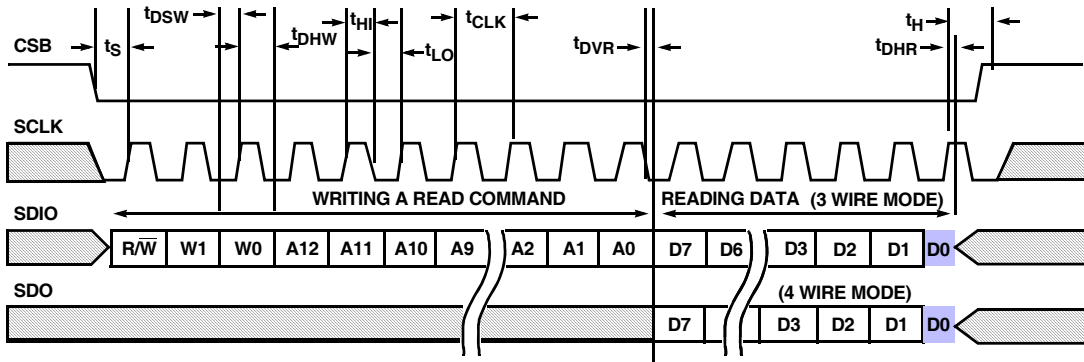 tDSW tHI tCLK tH
CSB tS tDHW tLO tDVR tDHR
SCLK
WRITING A READ COMMAND READING DATA (3 WIRE MODE)
SDIO
R/W̅ W1 W0 A12 A11 A10 A9 A2 A1 A0 D7 D6 D3 D2 D1 D0
SDO (4 WIRE MODE)
D7 D3 D2 D1 D0